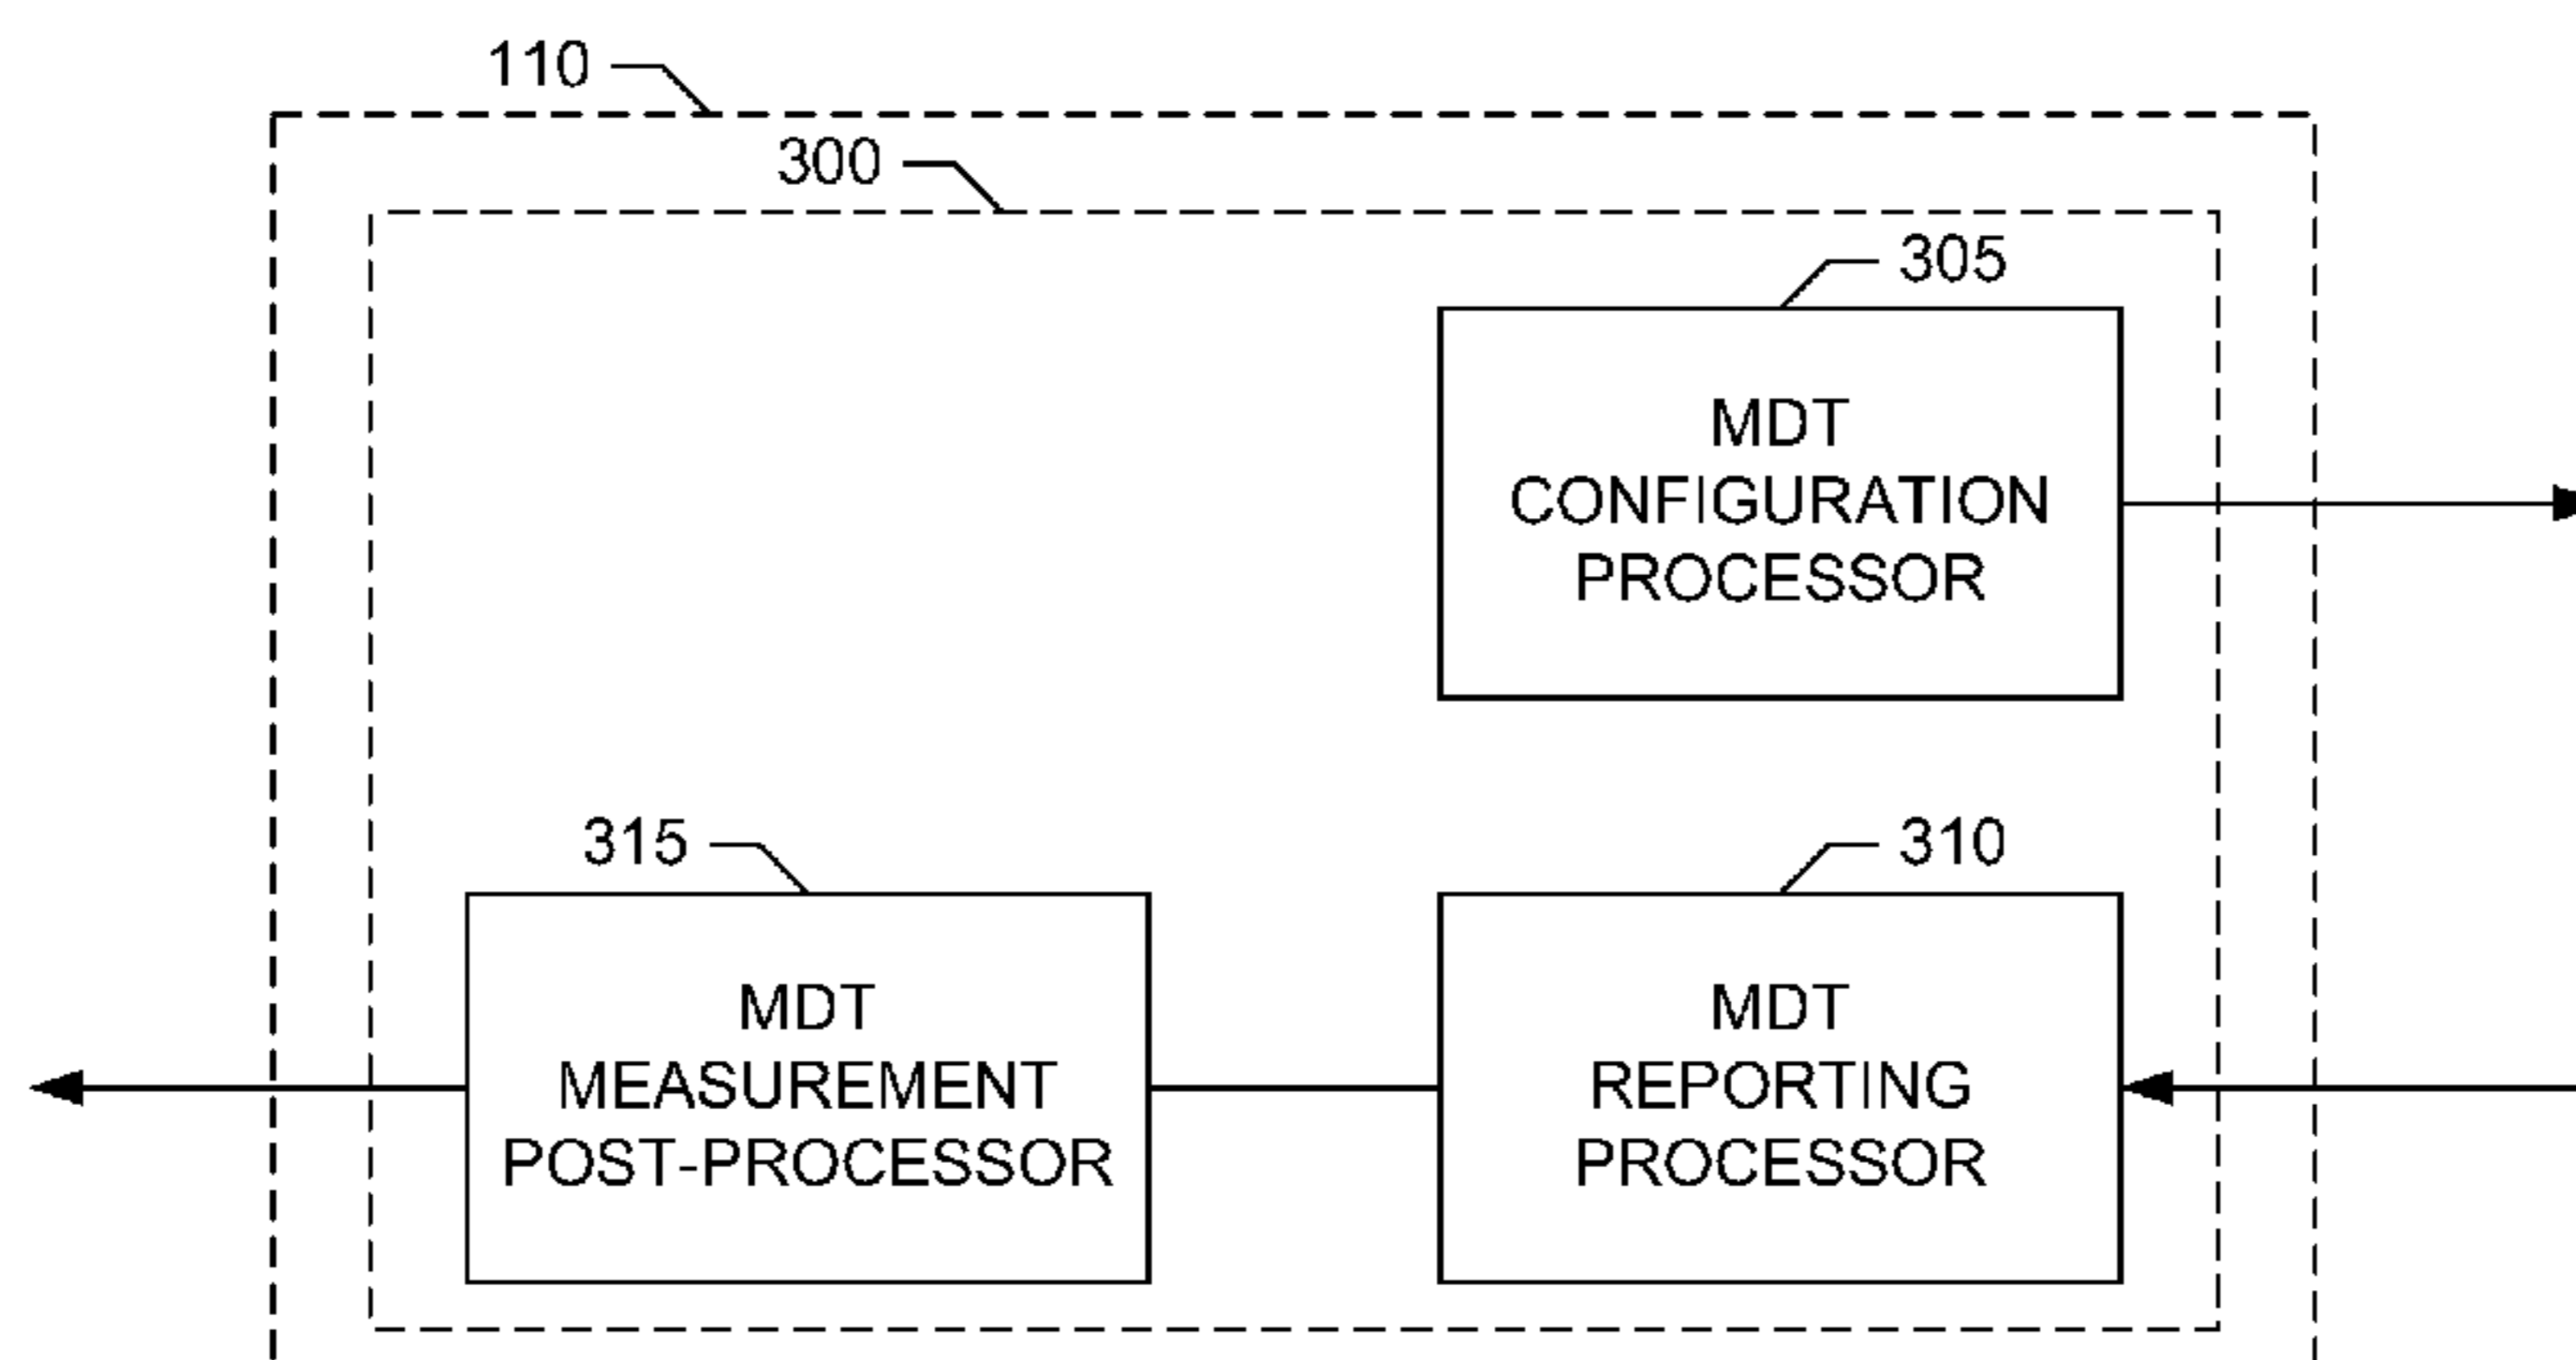 110
300
305
MDT
CONFIGURATION
PROCESSOR
315
310
MDT
MEASUREMENT
POST-PROCESSOR
MDT
REPORTING
PROCESSOR